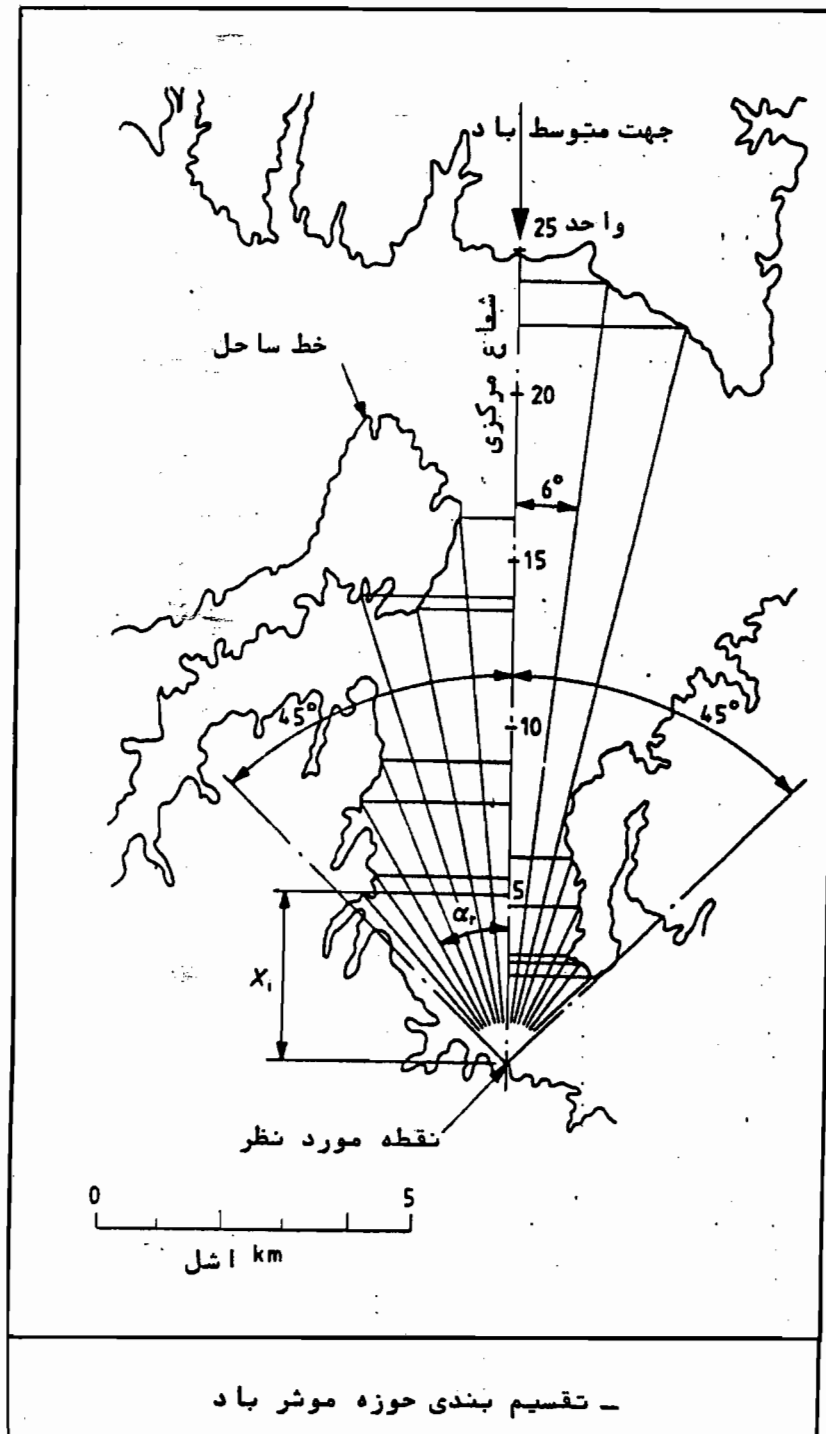 جهت متوسط باد
25 واحد
شعاع مرکزی
خط ساحل
20
6°
15
45°
10
45°
5
αr
Xi
نقطه مورد نظر
0 5
اشل km
ـ تقسیم بندی حوزه موثر باد